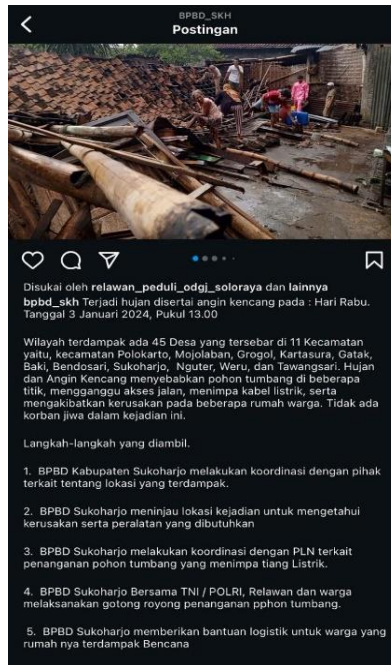 BPBD_SKH
Postingan
Disukai oleh relawan_peduli_odgj_soloraya dan lainnya
bpbd_skh Terjadi hujan disertai angin kencang pada : Hari Rabu.
Tanggal 3 Januari 2024, Pukul 13.00
Wilayah terdampak ada 45 Desa yang tersebar di 11 Kecamatan
yaitu, kecamatan Polokarto, Mojolaban, Grogol, Kartasura, Gatak,
Baki, Bendosari, Sukoharjo,  Nguter, Weru, dan Tawangsari. Hujan
dan Angin Kencang menyebabkan pohon tumbang di beberapa
titik, mengganggu akses jalan, menimpa kabel listrik, serta
mengakibatkan kerusakan pada beberapa rumah warga. Tidak ada
korban jiwa dalam kejadian ini.
Langkah-langkah yang diambil.
1.  BPBD Kabupaten Sukoharjo melakukan koordinasi dengan pihak
terkait tentang lokasi yang terdampak.
2.  BPBD Sukoharjo meninjau lokasi kejadian untuk mengetahui
kerusakan serta peralatan yang dibutuhkan
3.  BPBD Sukoharjo melakukan koordinasi dengan PLN terkait
penanganan pohon tumbang yang menimpa tiang Listrik.
4.  BPBD Sukoharjo Bersama TNI / POLRI, Relawan dan warga
melaksanakan gotong royong penanganan pphon tumbang.
5.  BPBD Sukoharjo memberikan bantuan logistik untuk warga yang
rumah nya terdampak Bencana